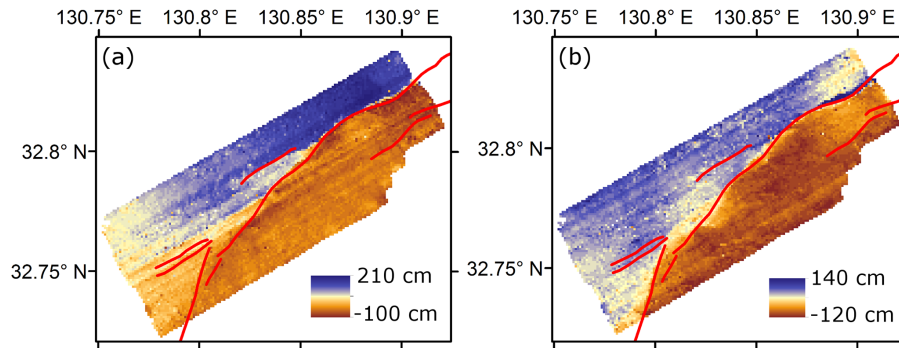 130.75° E 130.8° 130.85° 130.9° 130.75° E 130.8° 130.85° 130.9°
(a) (b)
32.8° N 32.8° N
32.75° N 32.75° N
210 cm 140 cm
-100 cm -120 cm